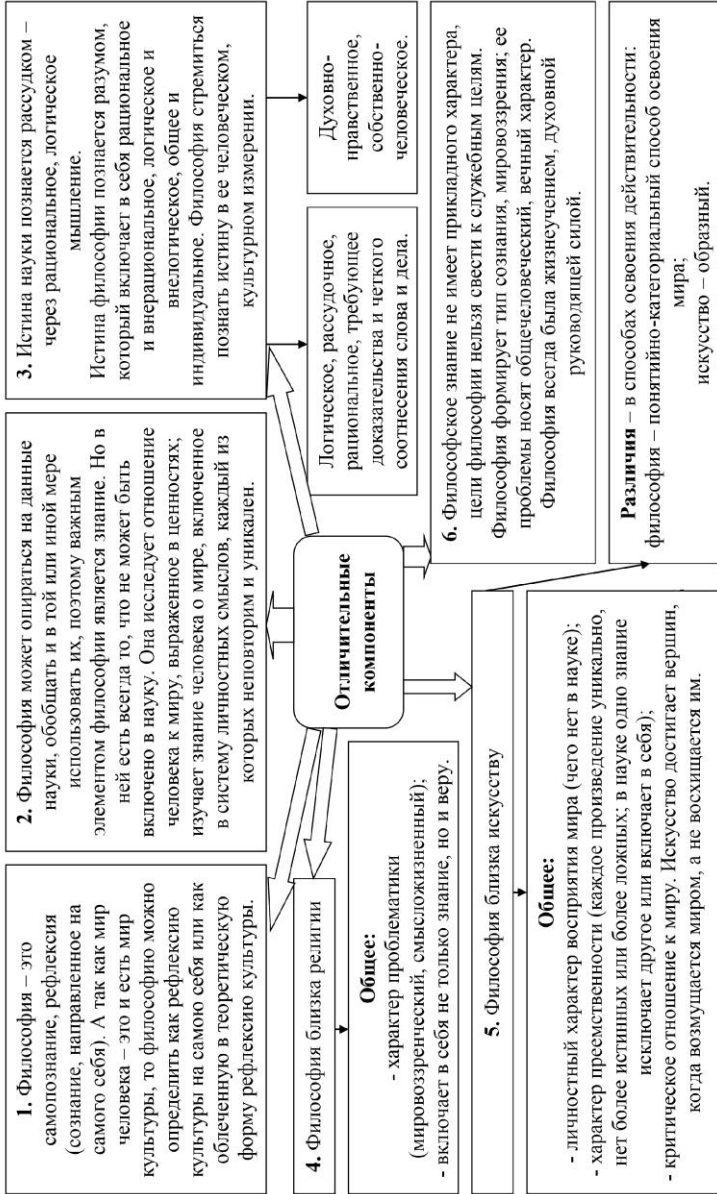 1. Философия – это
самопознание, рефлексия
(сознание, направленное на
самого себя). А так как мир
человека – это и есть мир
культуры, то философию можно
определить как рефлексию
культуры на самою себя или как
облеченную в теоретическую
форму рефлексию культуры.
2. Философия может опираться на данные
науки, обобщать и в той или иной мере
использовать их, поэтому важным
элементом философии является знание. Но в
ней есть всегда то, что не может быть
включено в науку. Она исследует отношение
человека к миру, выраженное в ценностях;
изучает знание человека о мире, включенное
в систему личностных смыслов, каждый из
которых неповторим и уникален.
3. Истина науки познается рассудком –
через рациональное, логическое
мышление.
Истина философии познается разумом,
который включает в себя рациональное
и внерациональное, логическое и
внелогическое, общее и
индивидуальное. Философия стремиться
познать истину в ее человеческом,
культурном измерении.
Логическое, рассудочное,
рациональное, требующее
доказательства и четкого
соотнесения слова и дела.
Духовно-
нравственное,
собственно-
человеческое.
Отличительные
компоненты
4. Философия близка религии
Общее:
- характер проблематики
(мировоззренческий, смысложизненный);
- включает в себя не только знание, но и веру.
5. Философия близка искусству
Общее:
- личностный характер восприятия мира (чего нет в науке);
- характер преемственности (каждое произведение уникально,
нет более истинных или более ложных; в науке одно знание
исключает другое или включает в себя);
- критическое отношение к миру. Искусство достигает вершин,
когда возмущается миром, а не восхищается им.
6. Философское знание не имеет прикладного характера,
цели философии нельзя свести к служебным целям.
Философия формирует тип сознания, мировоззрения; ее
проблемы носят общечеловеческий, вечный характер.
Философия всегда была жизнеучением, духовной
руководящей силой.
Различия – в способах освоения действительности:
философия – понятийно-категориальный способ освоения
мира;
искусство – образный.